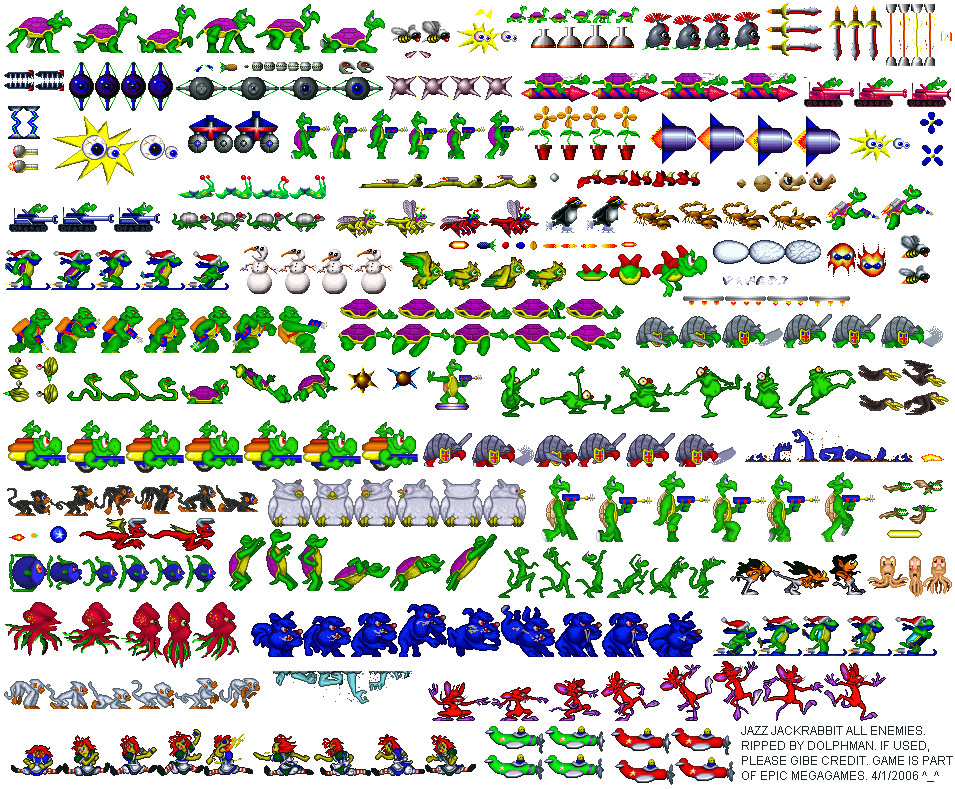 JAZZ JACKRABBIT ALL ENEMIES.
RIPPED BY DOLPHMAN. IF USED,
PLEASE GIBE CREDIT. GAME IS PART
OF EPIC MEGAGAMES. 4/1/2006 ^_^